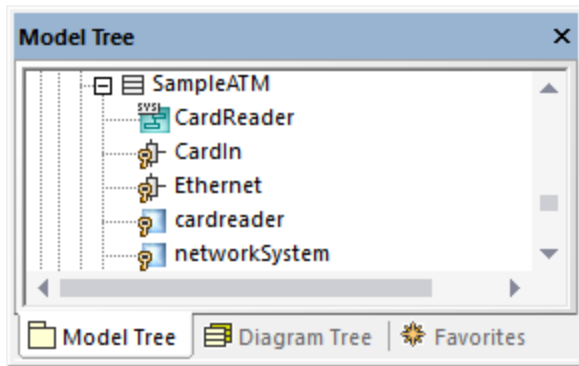 Model Tree
SampleATM
SYS
CardReader
CardIn
Ethernet
cardreader
networkSystem
Model Tree Diagram Tree Favorites